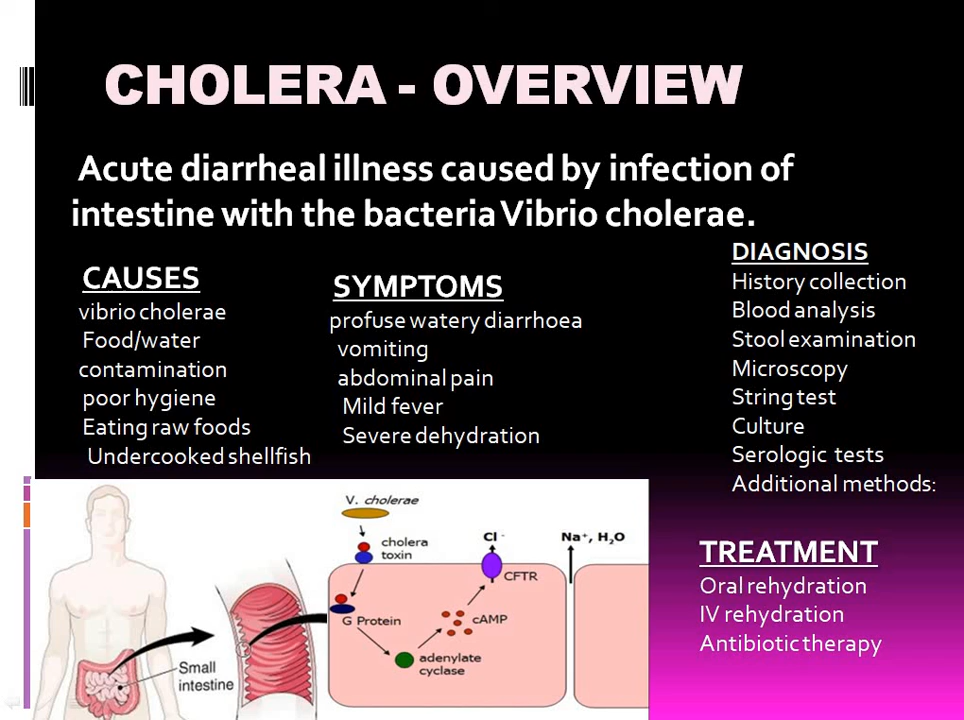 CHOLERA - OVERVIEW
Acute diarrheal illness caused by infection of
intestine with the bacteria Vibrio cholerae.
CAUSES
vibrio cholerae
Food/water
contamination
poor hygiene
Eating raw foods
Undercooked shellfish
SYMPTOMS
profuse watery diarrhoea
vomiting
abdominal pain
Mild fever
Severe dehydration
DIAGNOSIS
History collection
Blood analysis
Stool examination
Microscopy
String test
Culture
Serologic tests
Additional methods:
TREATMENT
Oral rehydration
IV rehydration
Antibiotic therapy
Small
intestine
V. cholerae
cholera
toxin
G Protein
adenylate
cyclase
cAMP
Cl⁻
CFTR
Na⁺, H₂O